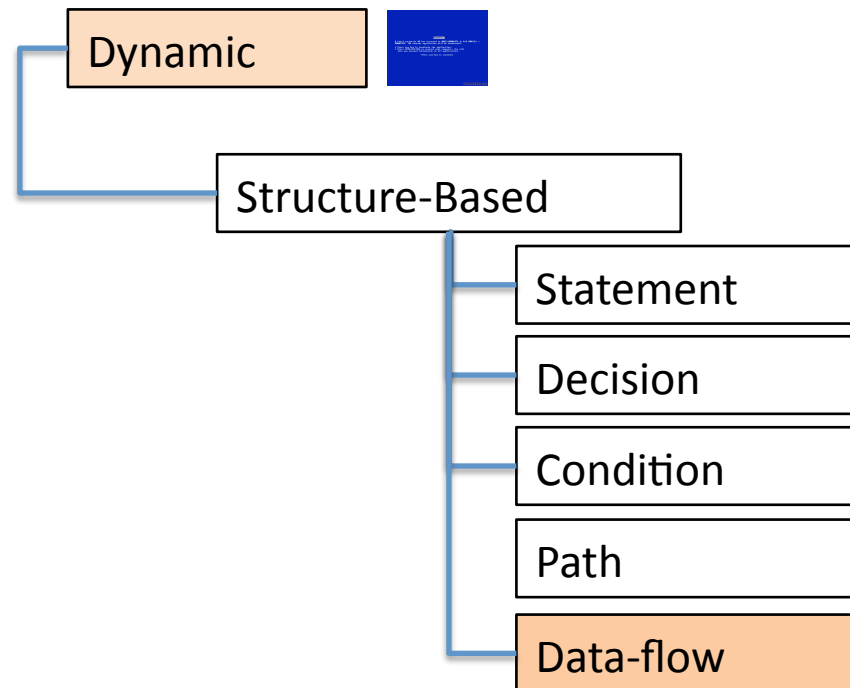 Dynamic
Structure-Based
Statement
Decision
Condition
Path
Data-flow